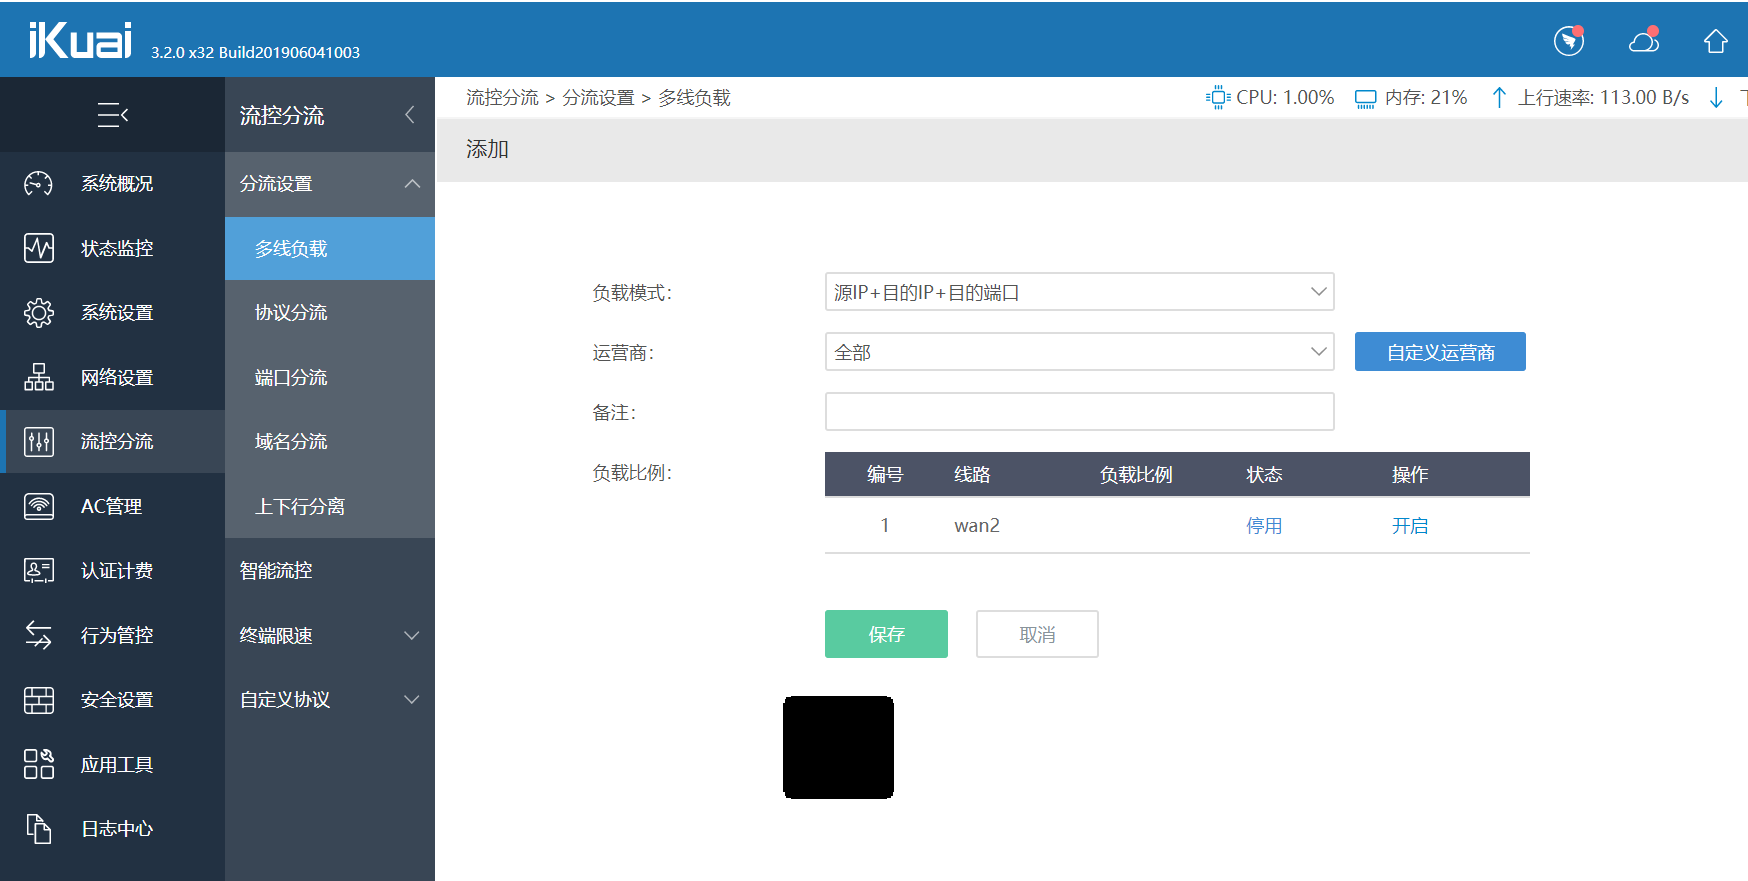 iKuai 3.2.0 x32 Build201906041003
流控分流
流控分流 > 分流设置 > 多线负载
CPU: 1.00% 内存: 21% 上行速率: 113.00 B/s
添加
系统概况
状态监控
系统设置
网络设置
流控分流
AC管理
认证计费
行为管控
安全设置
应用工具
日志中心
分流设置
多线负载
协议分流
端口分流
域名分流
上下行分离
智能流控
终端限速
自定义协议
负载模式: 源IP+目的IP+目的端口
运营商: 全部 自定义运营商
备注:
负载比例: 编号 线路 负载比例 状态 操作
1 wan2 停用 开启
保存 取消